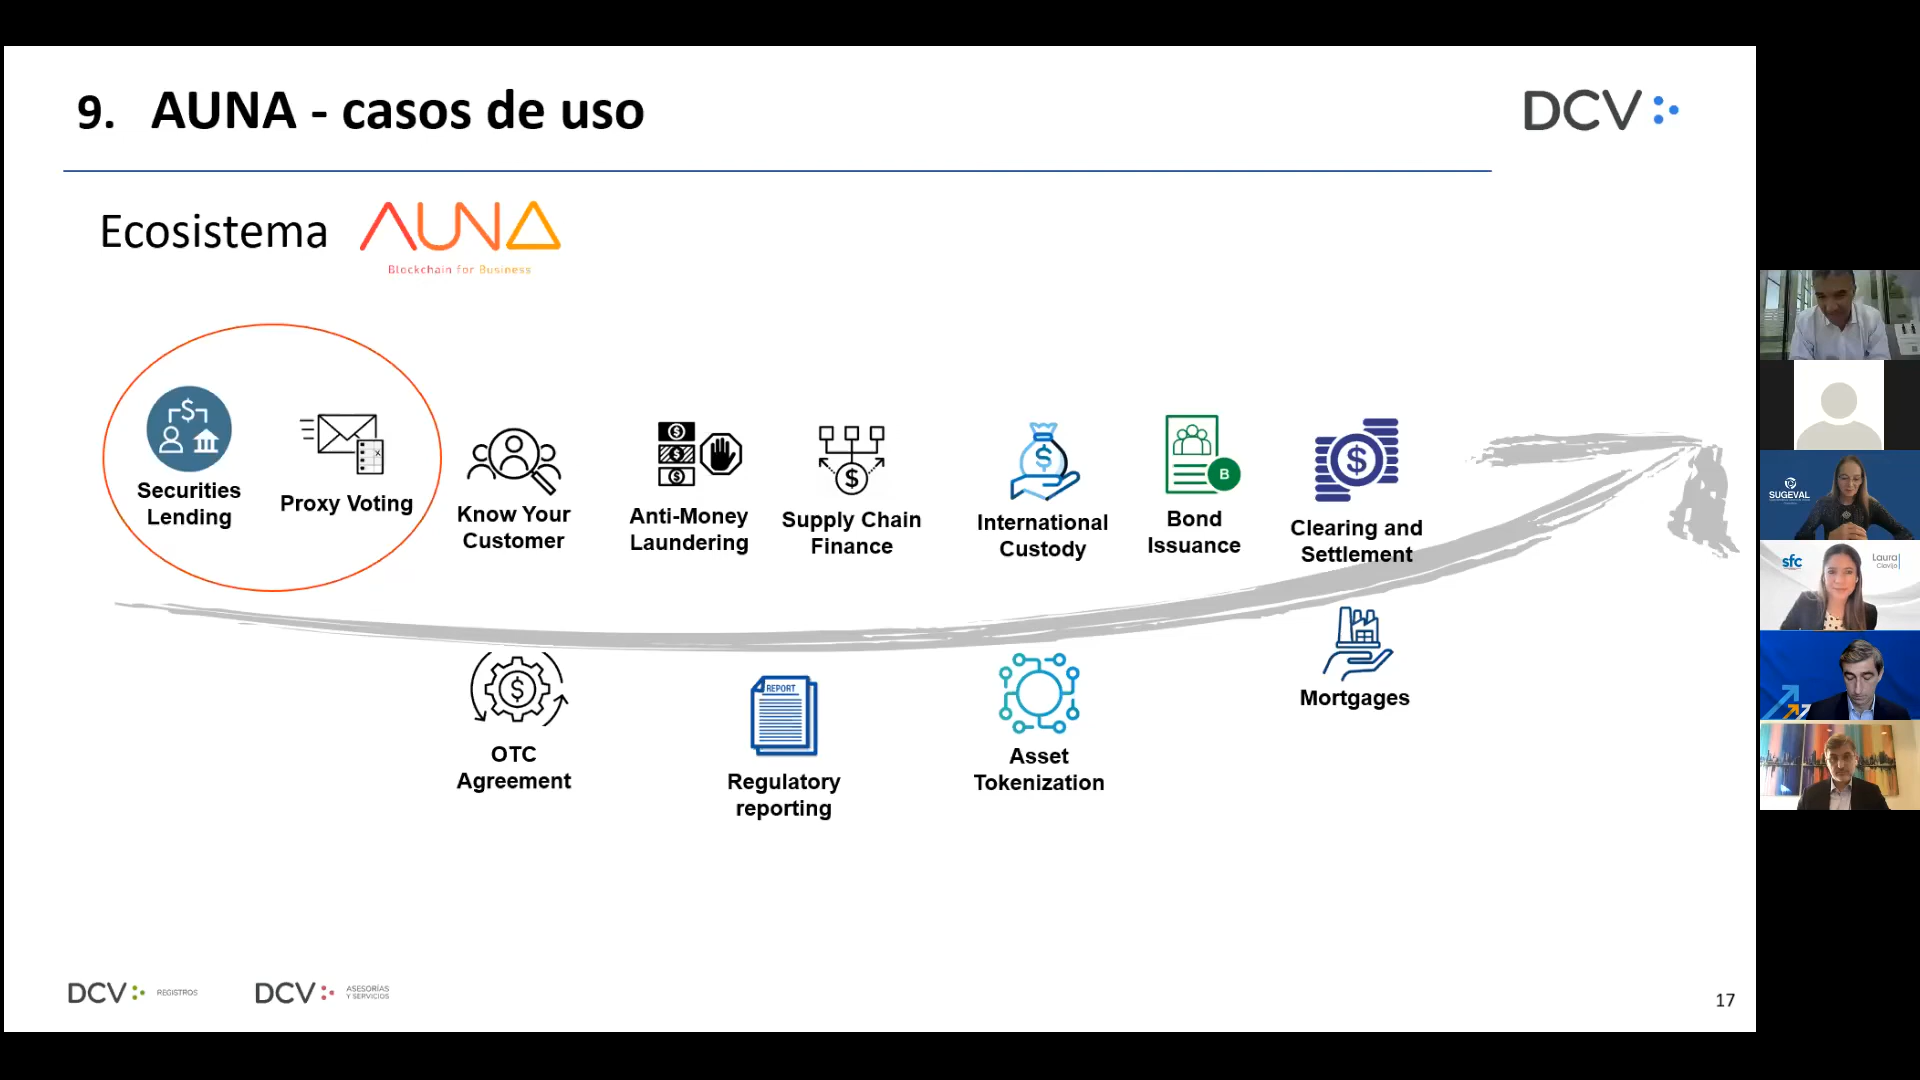 9. AUNA - casos de uso
DCV
Ecosistema
AUNA
Blockchain for Business
Securities
Lending
Proxy Voting
Know Your
Customer
Anti-Money
Laundering
Supply Chain
Finance
International
Custody
B
Bond
Issuance
Clearing and
Settlement
OTC
Agreement
REPORT
Regulatory
reporting
Asset
Tokenization
Mortgages
DCV REGISTROS
DCV ASESORÍAS
Y SERVICIOS
17
SUGEVAL
sfc
Laura
Clavijo